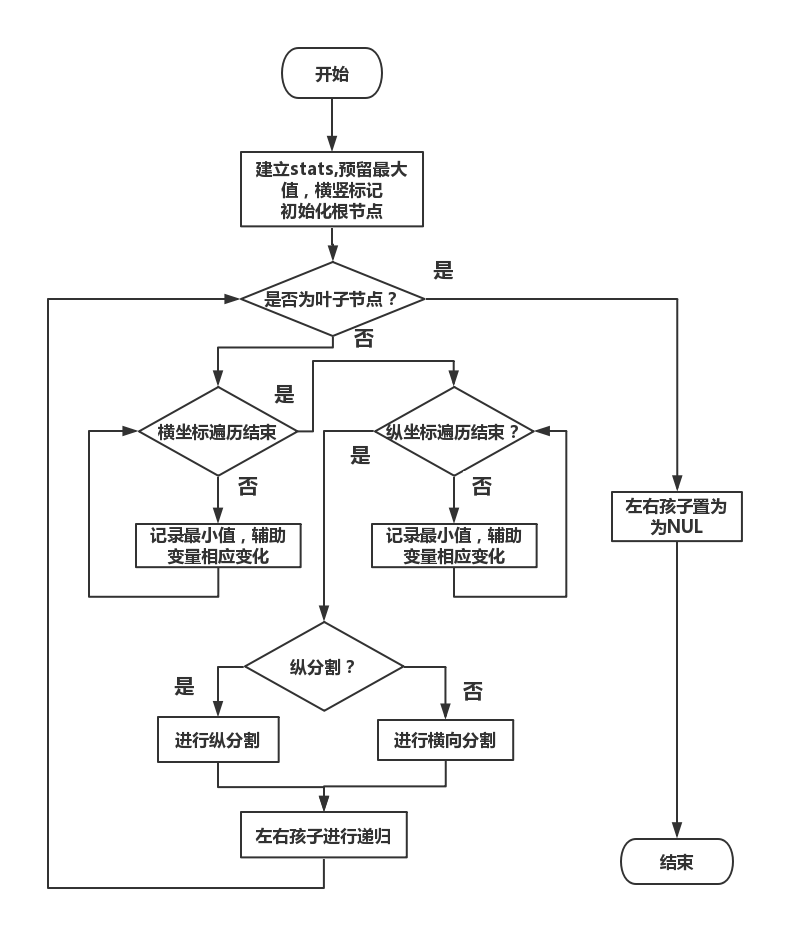 开始
建立stats,预留最大
值，横竖标记
初始化根节点
是
是否为叶子节点？
否
是
横坐标遍历结束
纵坐标遍历结束？
是
否
否
左右孩子置为
为NUL
记录最小值，辅助
变量相应变化
记录最小值，辅助
变量相应变化
纵分割？
是
否
进行纵分割
进行横向分割
左右孩子进行递归
结束